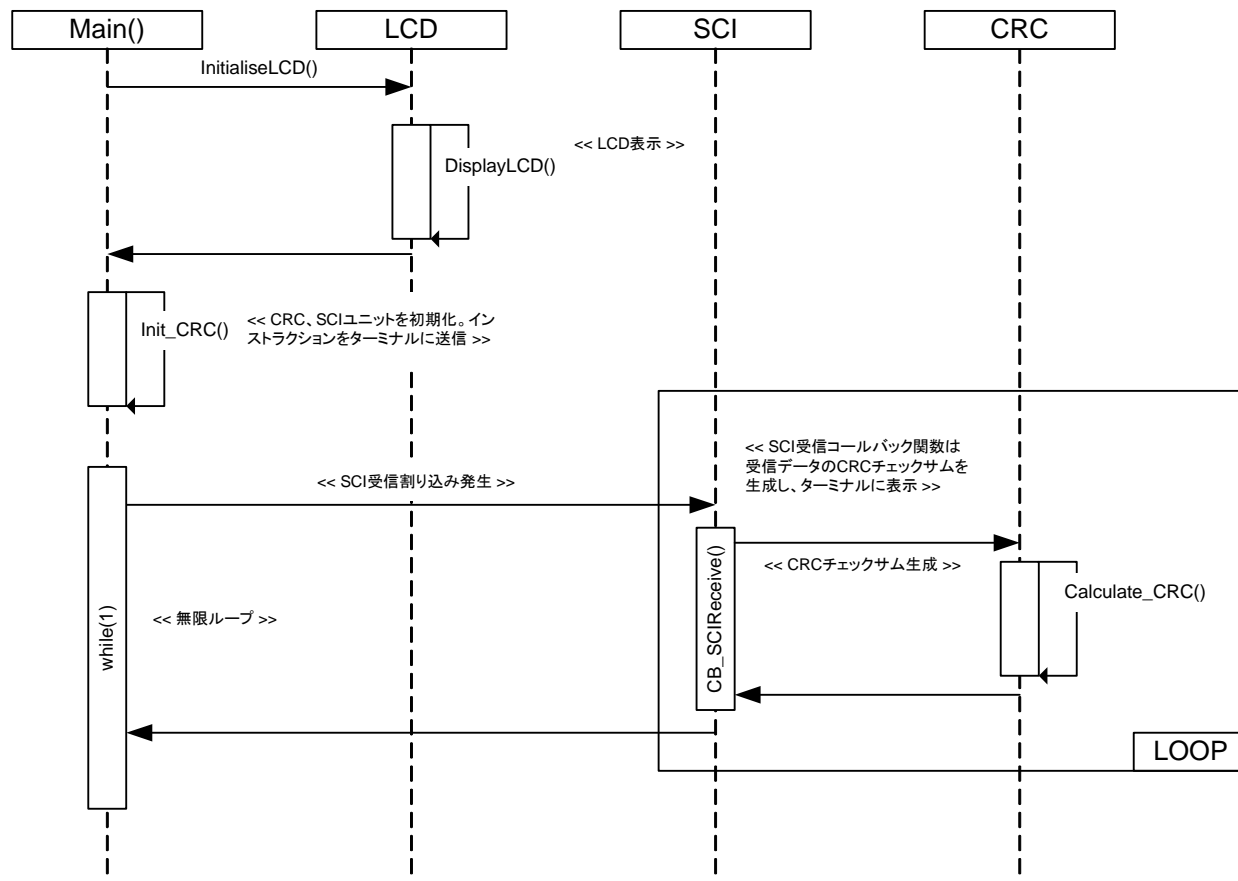 Main()
LCD
SCI
CRC
InitialiseLCD()
<< LCD表示 >>
DisplayLCD()
Init_CRC()
<< CRC、SCIユニットを初期化。イン
ストラクションをターミナルに送信 >>
<< SCI受信コールバック関数は
受信データのCRCチェックサムを
生成し、ターミナルに表示 >>
<< SCI受信割り込み発生 >>
<< CRCチェックサム生成 >>
Calculate_CRC()
CB_SCIReceive()
while(1)
<< 無限ループ >>
LOOP